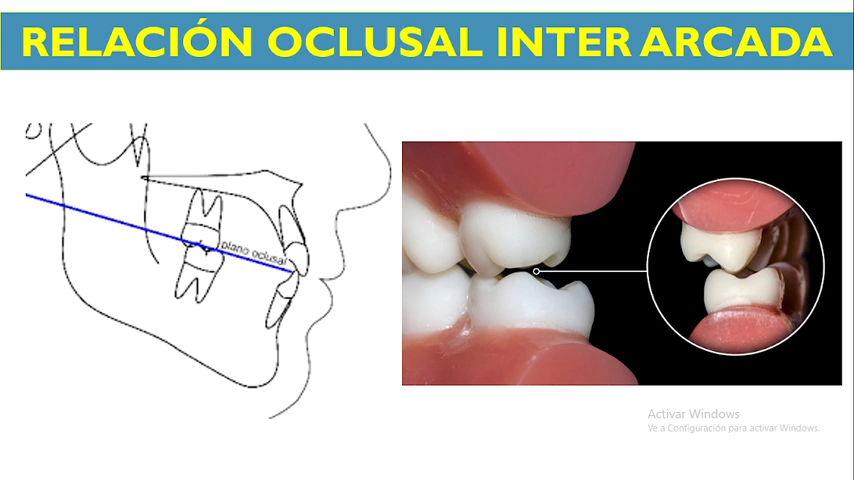 RELACIÓN OCLUSAL INTER ARCADA
plano oclusal
Activar Windows
Ve a Configuración para activar Windows.